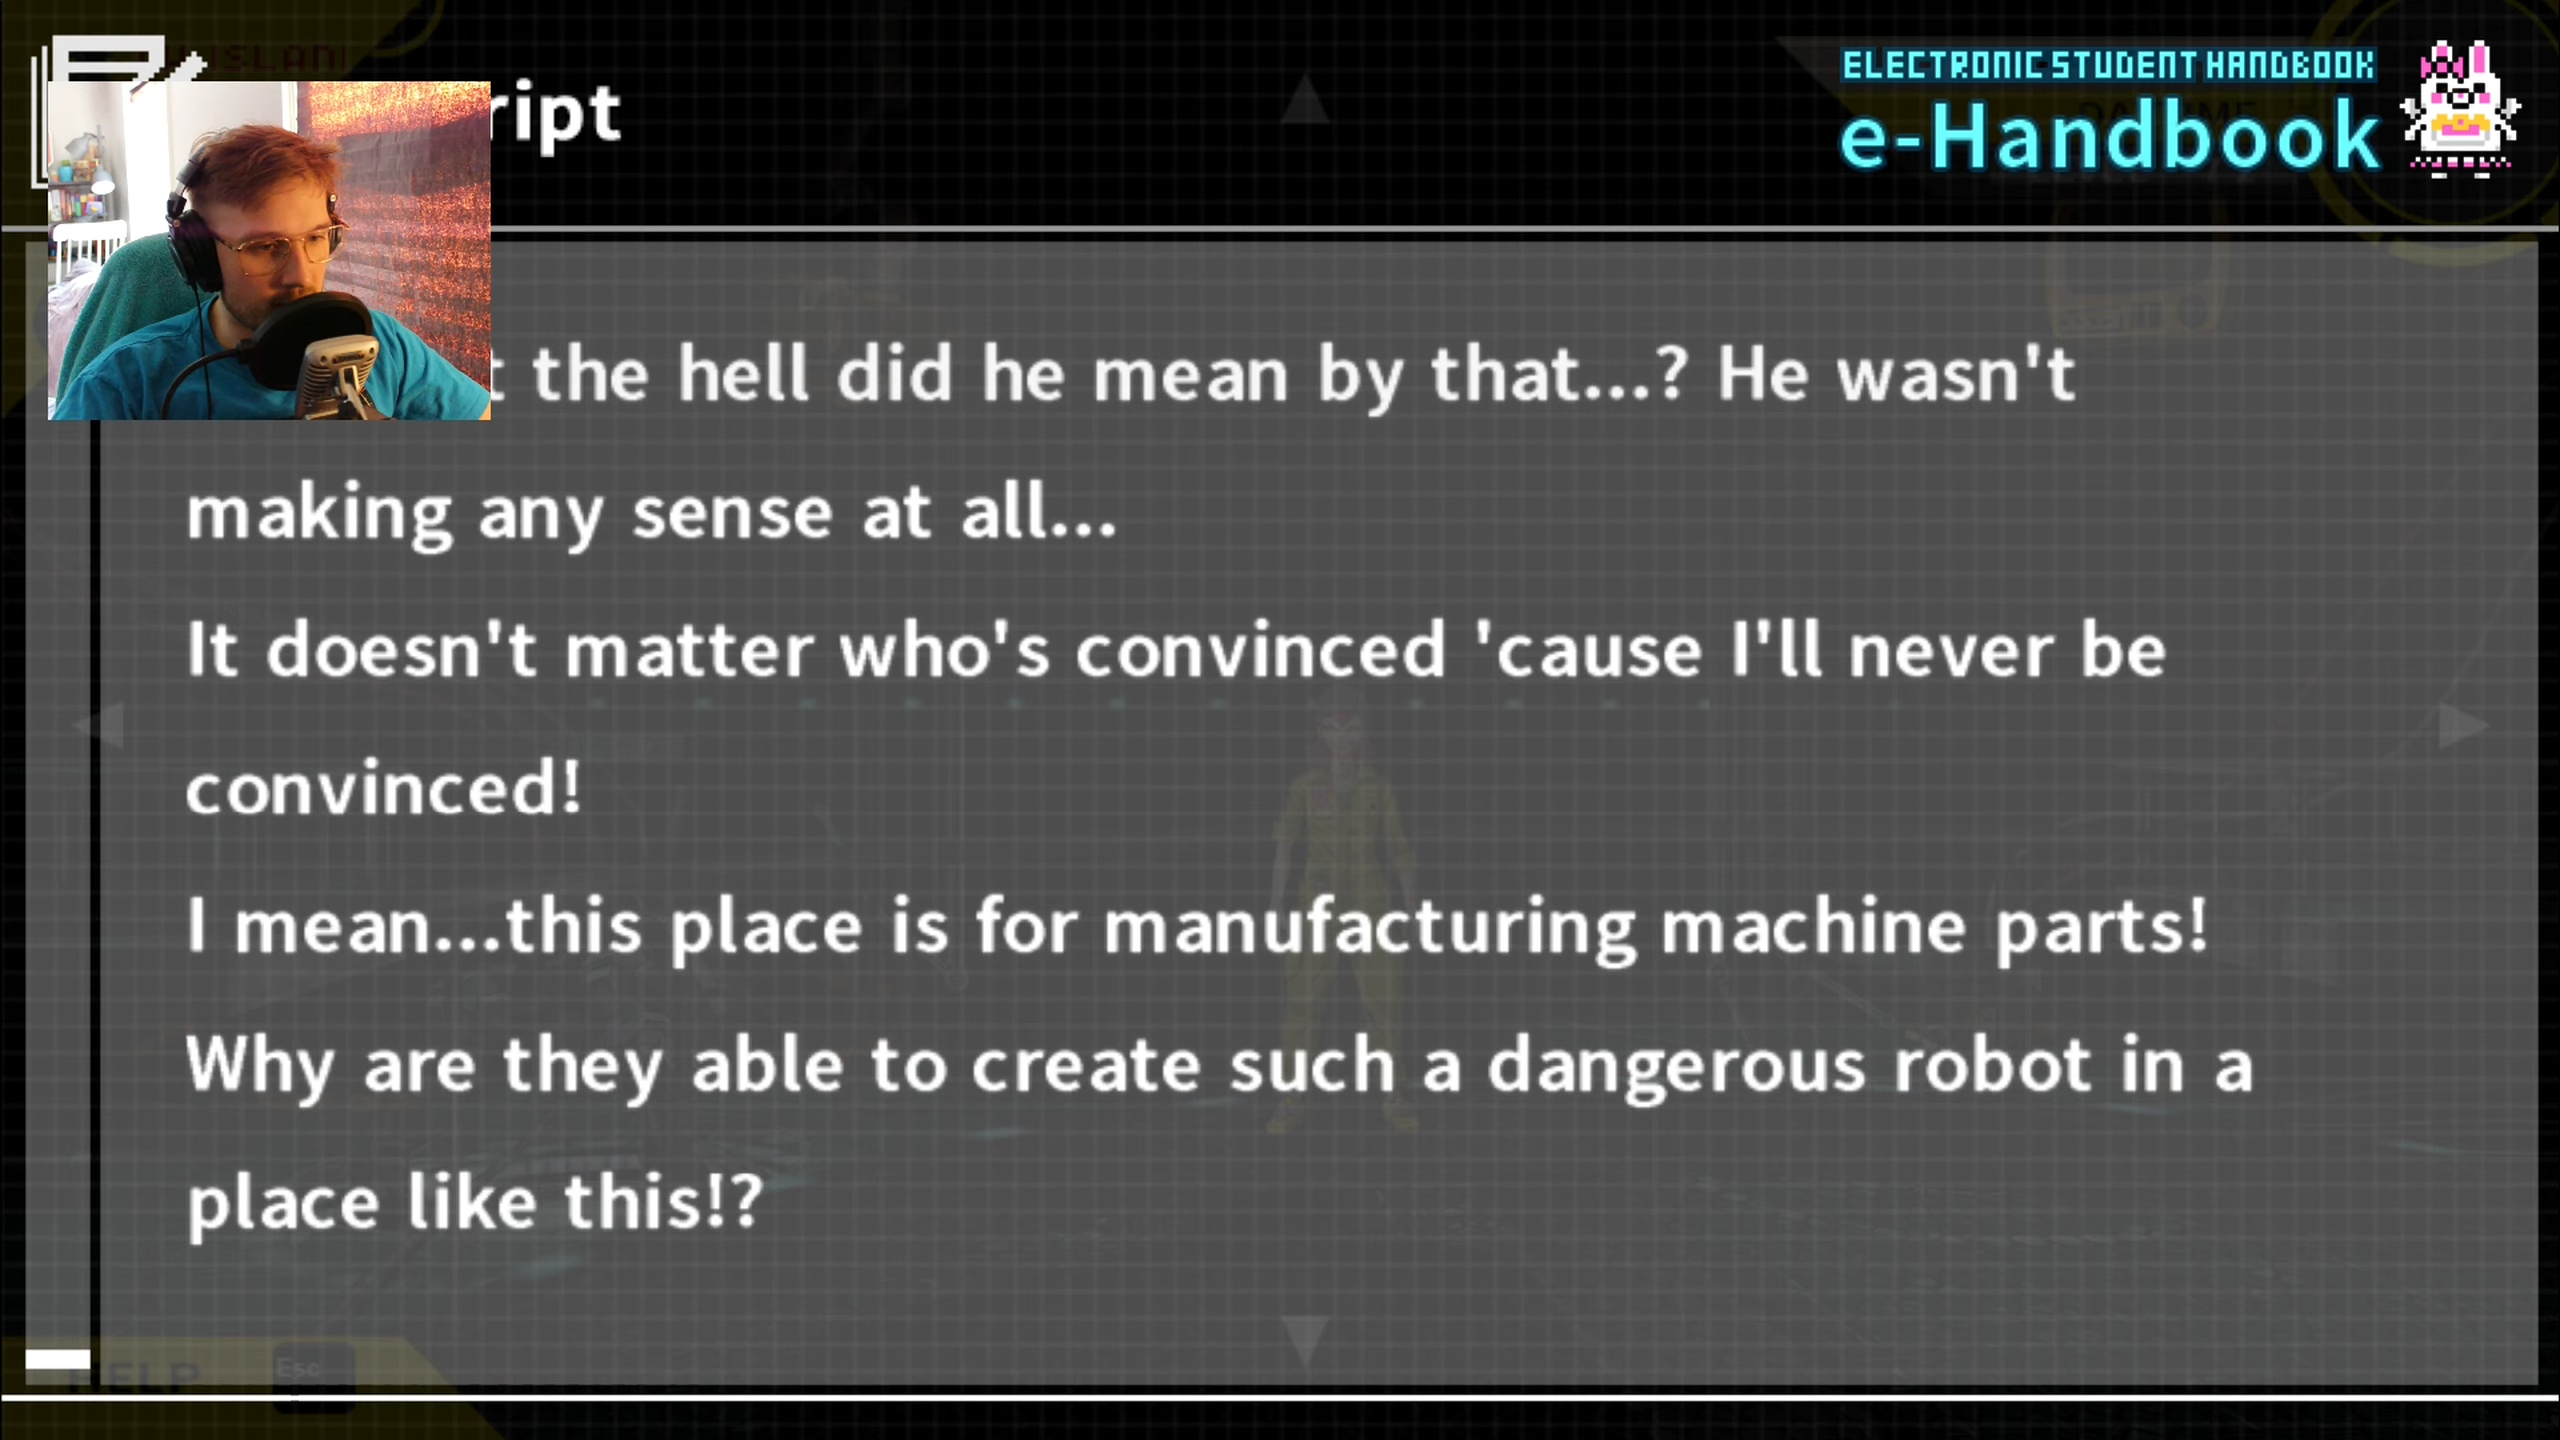 ELECTRONIC STUDENT HANDBOOK
e-Handbook
the hell did he mean by that...? He wasn't
making any sense at all...
It doesn't matter who's convinced 'cause I'll never be
convinced!
I mean...this place is for manufacturing machine parts!
Why are they able to create such a dangerous robot in a
place like this!?
HELP
Esc